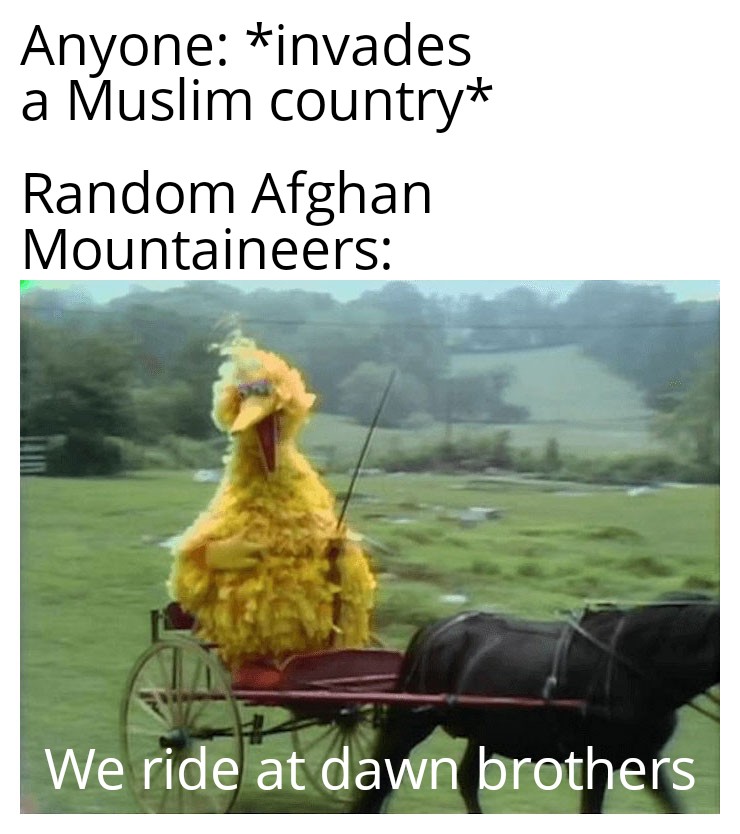 Anyone: *invades
a Muslim country*
Random Afghan
Mountaineers:
We ride at dawn brothers